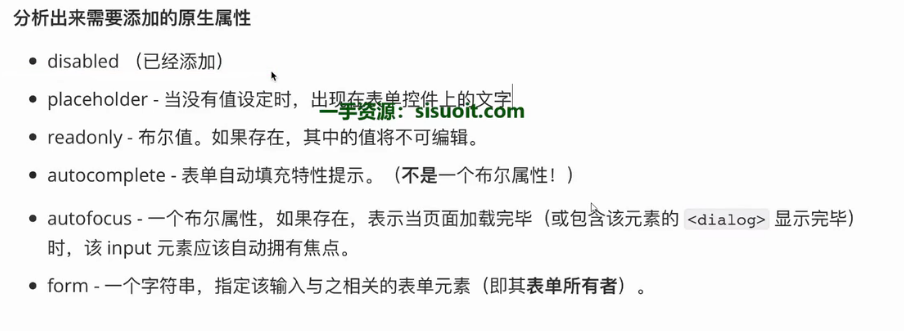 分析出来需要添加的原生属性
disabled （已经添加）
placeholder - 当没有值设定时，出现在表单控件上的文字
一手资源：sisuoit.com
readonly - 布尔值。如果存在，其中的值将不可编辑。
autocomplete - 表单自动填充特性提示。（不是一个布尔属性！）
autofocus - 一个布尔属性，如果存在，表示当页面加载完毕（或包含该元素的 <dialog> 显示完毕）
时，该 input 元素应该自动拥有焦点。
form - 一个字符串，指定该输入与之相关的表单元素（即其表单所有者）。